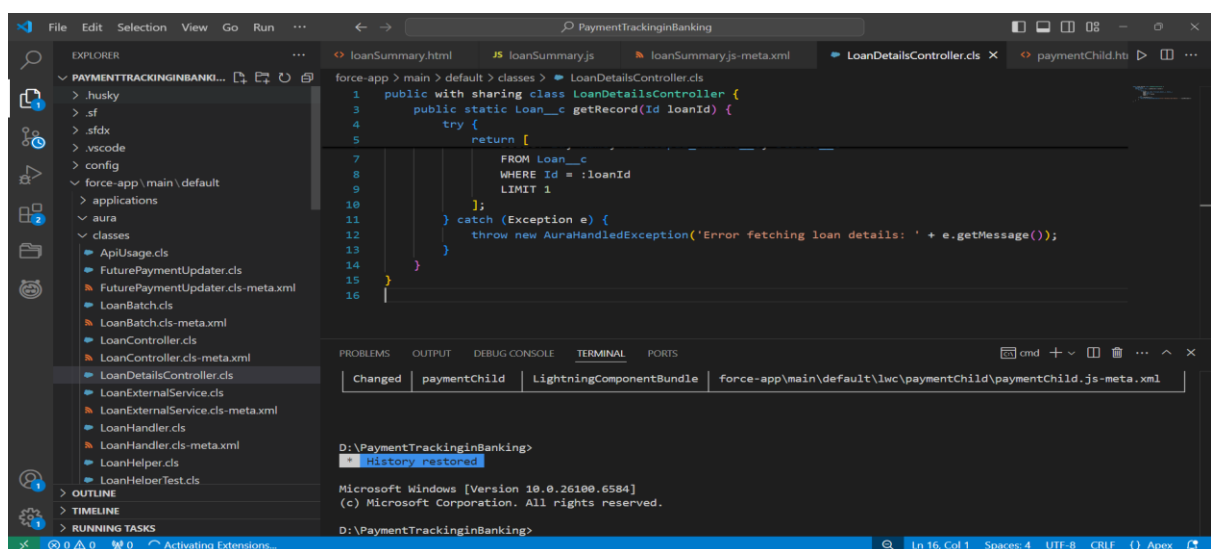 File Edit Selection View Go Run ... PaymentTrackinginBanking
EXPLORER ...
PAYMENTTRACKINGINBANKI...
> .husky
> .sf
> .sfdx
> .vscode
> config
force-app\main\default
> applications
aura
classes
ApiUsage.cls
FuturePaymentUpdater.cls
FuturePaymentUpdater.cls-meta.xml
LoanBatch.cls
LoanBatch.cls-meta.xml
LoanController.cls
LoanController.cls-meta.xml
LoanDetailsController.cls
LoanExternalService.cls
LoanExternalService.cls-meta.xml
LoanHandler.cls
LoanHandler.cls-meta.xml
LoanHelper.cls
LoanHelperTest.cls
> OUTLINE
> TIMELINE
> RUNNING TASKS
loanSummary.html JS loanSummary.js loanSummary.js-meta.xml LoanDetailsController.cls paymentChild.ht
force-app > main > default > classes > LoanDetailsController.cls
1 public with sharing class LoanDetailsController {
3 public static Loan__c getRecord(Id loanId) {
4 try {
5 return [
7 FROM Loan__c
8 WHERE Id = :loanId
9 LIMIT 1
10 ];
11 } catch (Exception e) {
12 throw new AuraHandledException('Error fetching loan details: ' + e.getMessage());
13 }
14 }
15 }
16
PROBLEMS OUTPUT DEBUG CONSOLE TERMINAL PORTS cmd
Changed | paymentChild | LightningComponentBundle | force-app\main\default\lwc\paymentChild\paymentChild.js-meta.xml
D:\PaymentTrackinginBanking>
* History restored
Microsoft Windows [Version 10.0.26100.6584]
(c) Microsoft Corporation. All rights reserved.
D:\PaymentTrackinginBanking>
0 0 0 Activating Extensions... Ln 16, Col 1 Spaces: 4 UTF-8 CRLF {} Apex